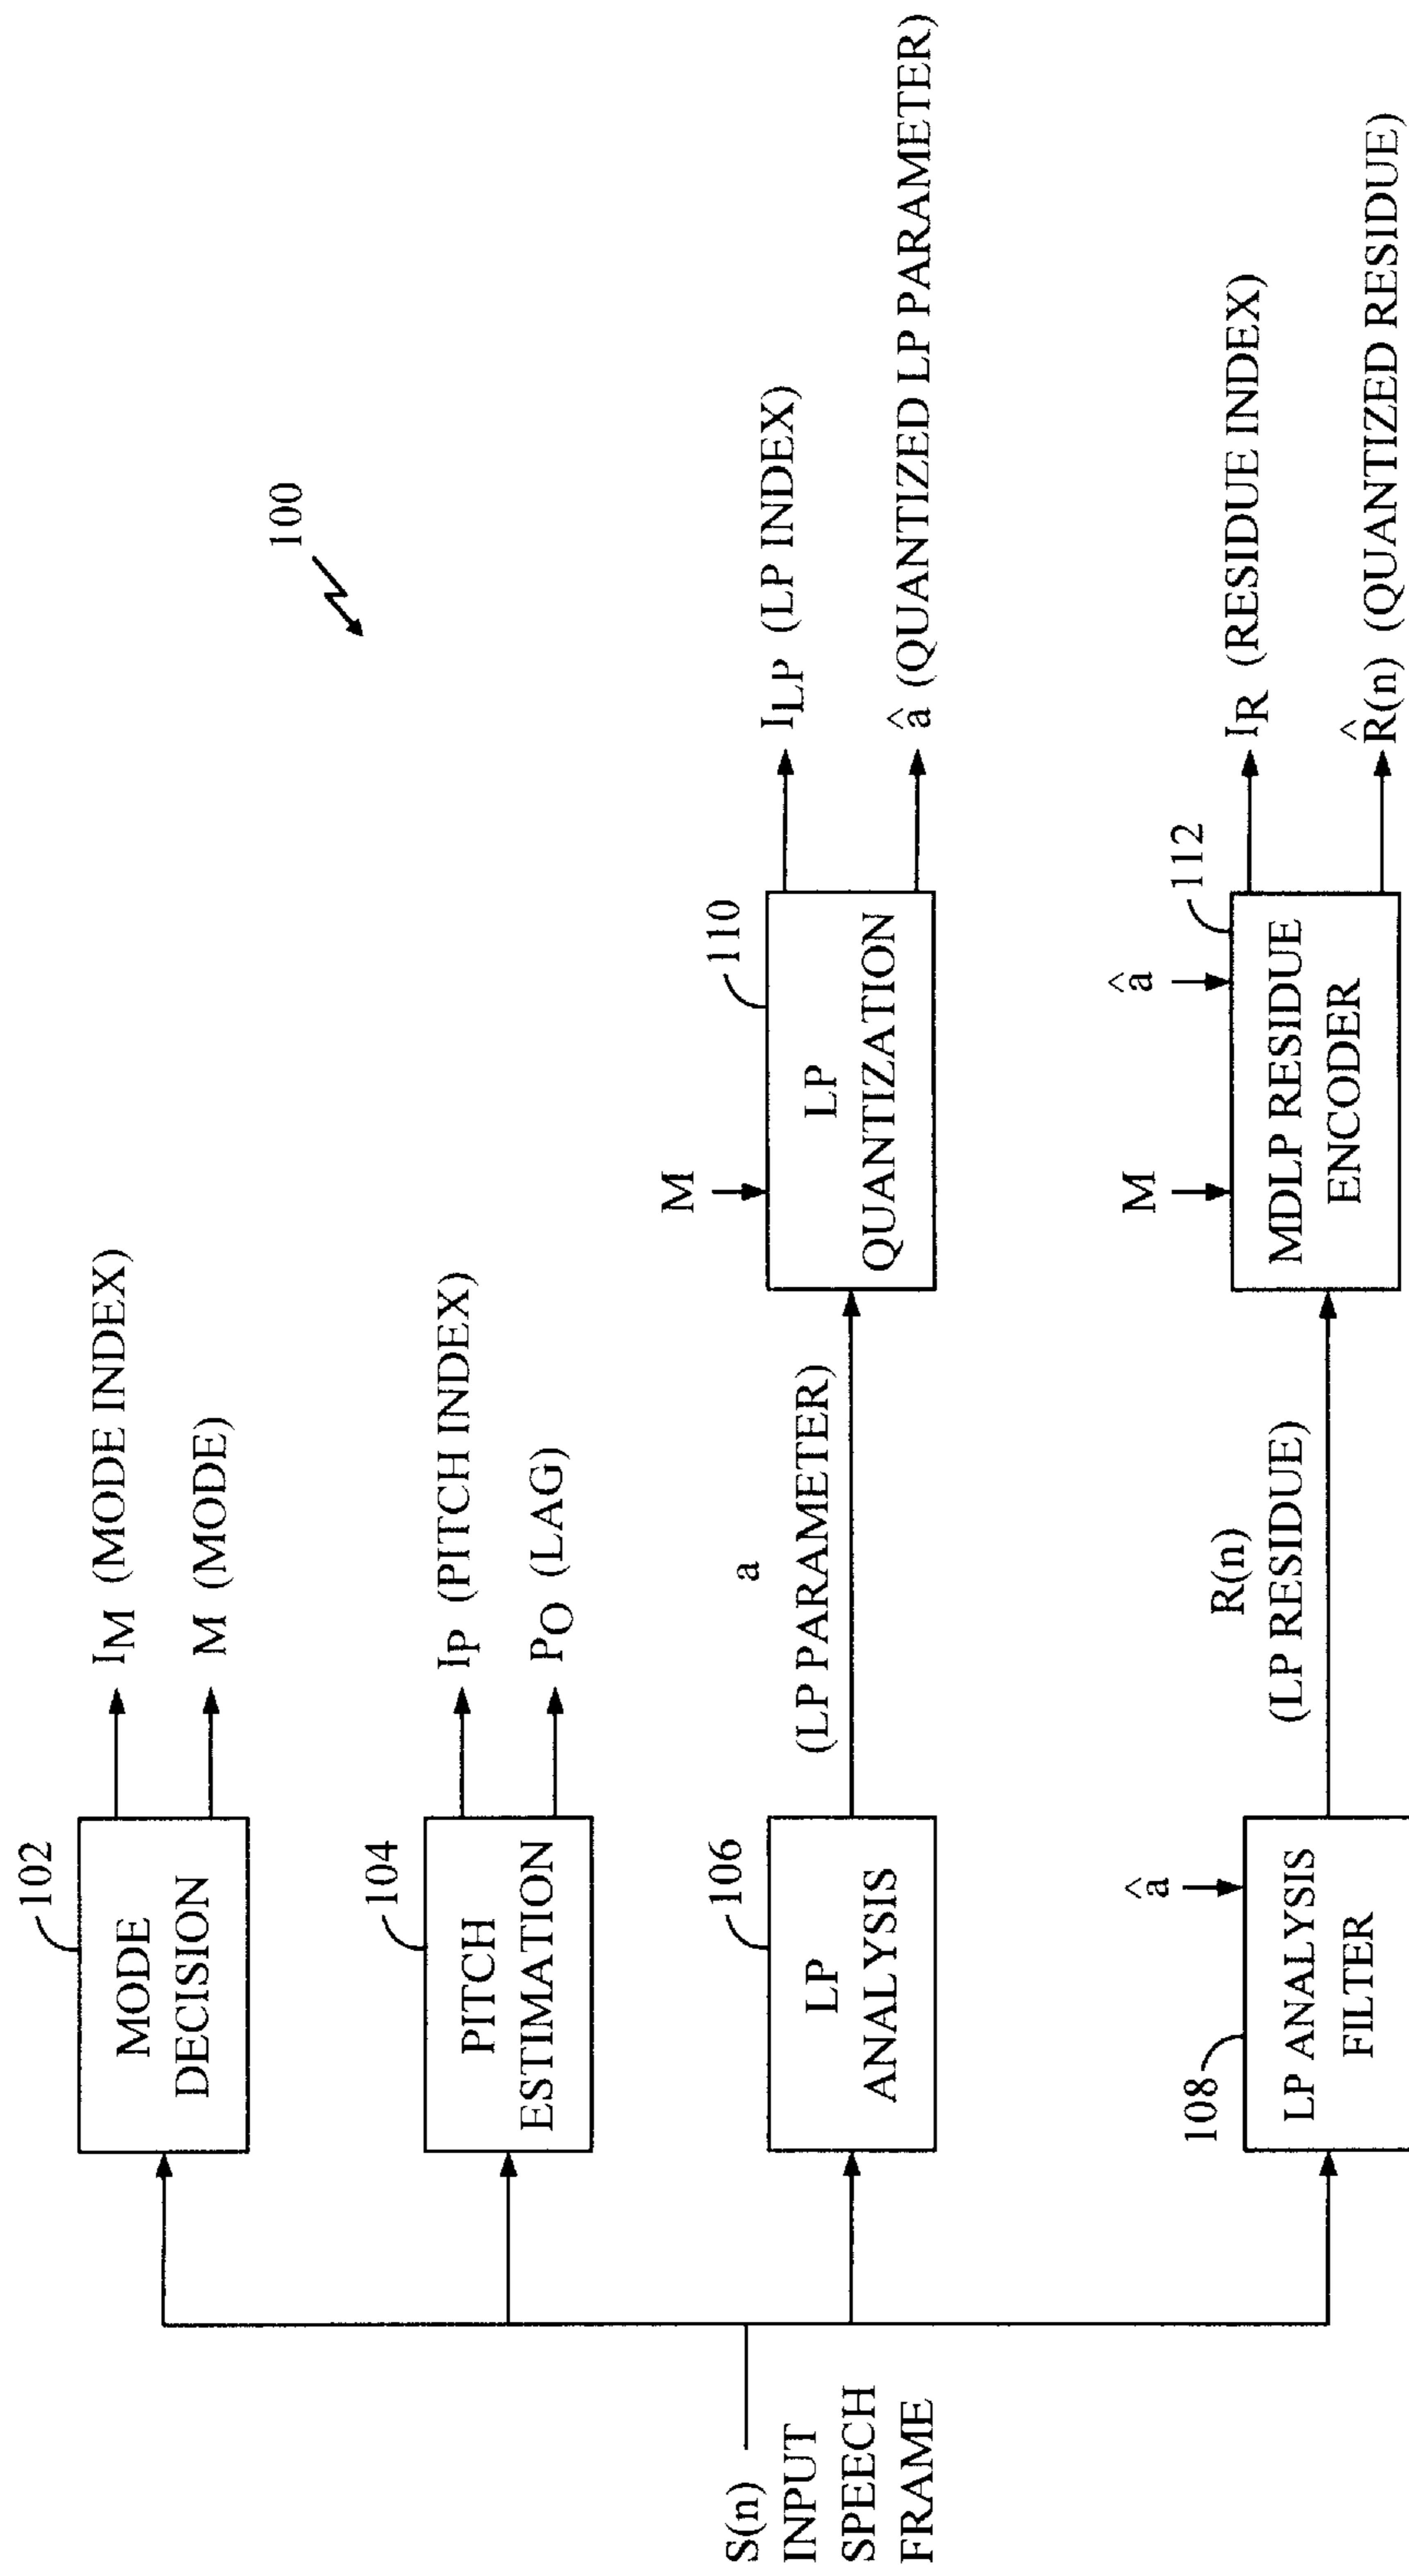 100
S(n)
INPUT
SPEECH
FRAME
102
MODE
DECISION
I_M (MODE INDEX)
M (MODE)
104
PITCH
ESTIMATION
I_P (PITCH INDEX)
P_O (LAG)
106
LP
ANALYSIS
a
(LP PARAMETER)
M
110
LP
QUANTIZATION
I_LP (LP INDEX)
â (QUANTIZED LP PARAMETER)
108
â
LP ANALYSIS
FILTER
R(n)
(LP RESIDUE)
M
â
112
MDLP RESIDUE
ENCODER
I_R (RESIDUE INDEX)
R̂(n) (QUANTIZED RESIDUE)